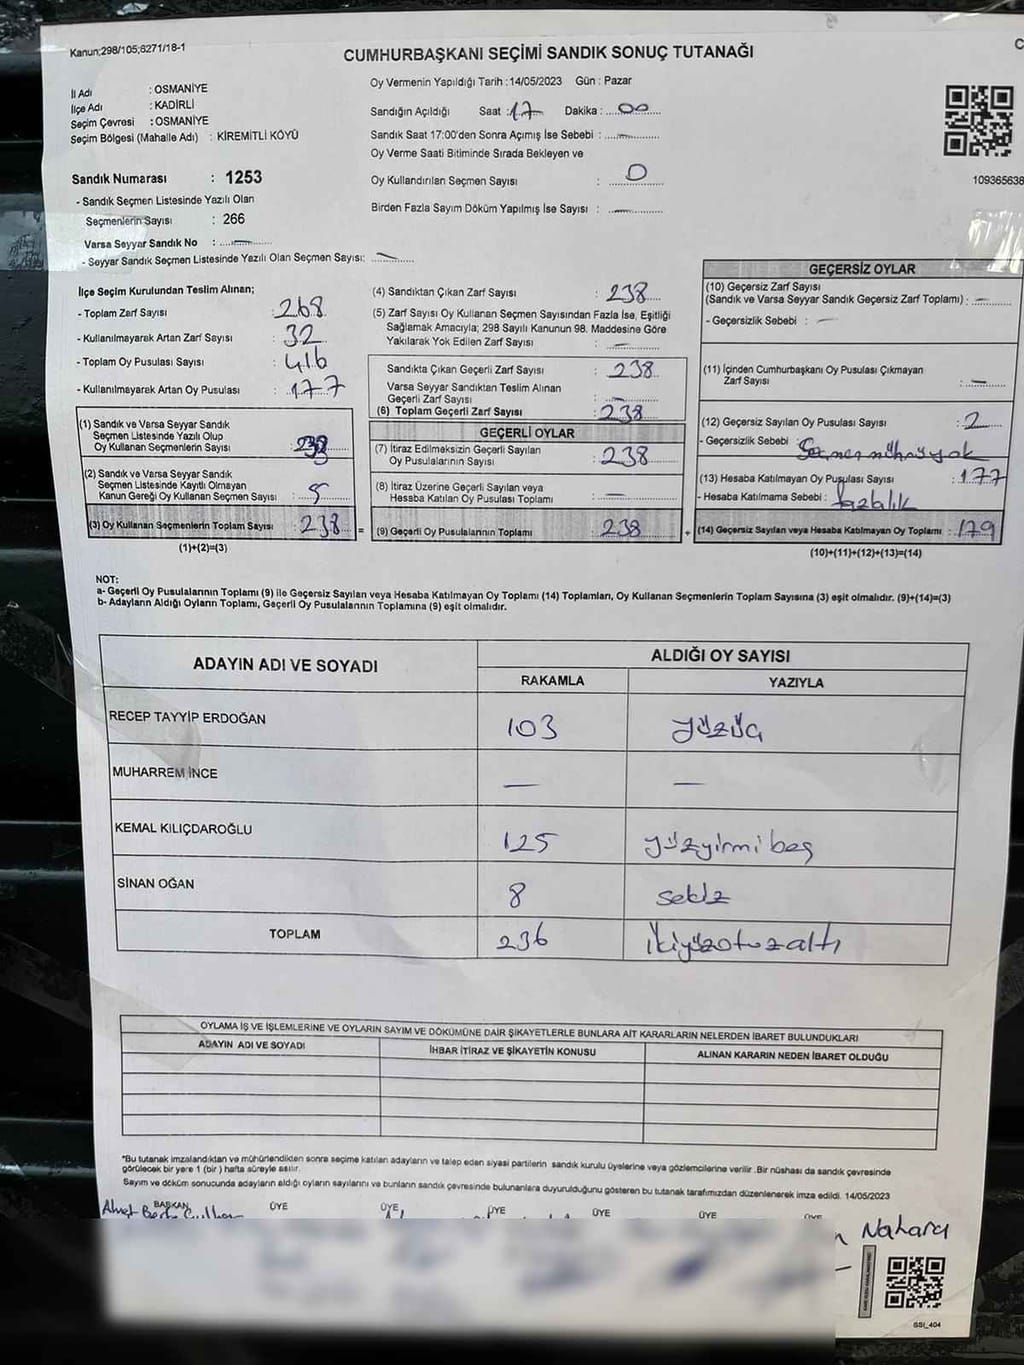 Kanun;298/105;6271/18-1
CUMHURBAŞKANI SEÇİMİ SANDIK SONUÇ TUTANAĞI
İl Adı : OSMANİYE
İlçe Adı : KADİRLİ
Seçim Çevresi : OSMANİYE
Seçim Bölgesi (Mahalle Adı) : KİREMİTLİ KÖYÜ
Sandık Numarası : 1253
- Sandık Seçmen Listesinde Yazılı Olan
Seçmenlerin Sayısı : 266
Varsa Seyyar Sandık No : —
- Seyyar Sandık Seçmen Listesinde Yazılı Olan Seçmen Sayısı: —
Oy Vermenin Yapıldığı Tarih : 14/05/2023 Gün : Pazar
Sandığın Açıldığı Saat : 17 Dakika : 00
Sandık Saat 17:00'den Sonra Açımış İse Sebebi : —
Oy Verme Saati Bitiminde Sırada Bekleyen ve
Oy Kullandırılan Seçmen Sayısı : 0
Birden Fazla Sayım Döküm Yapılmış İse Sayısı : —
109365638
İlçe Seçim Kurulundan Teslim Alınan;
- Toplam Zarf Sayısı : 268
- Kullanılmayarak Artan Zarf Sayısı : 32
- Toplam Oy Pusulası Sayısı : 416
- Kullanılmayarak Artan Oy Pusulası : 177
(1) Sandık ve Varsa Seyyar Sandık
Seçmen Listesinde Yazılı Olup
Oy Kullanan Seçmenlerin Sayısı :
(2) Sandık ve Varsa Seyyar Sandık
Seçmen Listesinde Kayıtlı Olmayan
Kanun Gereği Oy Kullanan Seçmen Sayısı : 5
(3) Oy Kullanan Seçmenlerin Toplam Sayısı : 238 =
(1)+(2)=(3)
(4) Sandıktan Çıkan Zarf Sayısı : 238
(5) Zarf Sayısı Oy Kullanan Seçmen Sayısından Fazla İse, Eşitliği
Sağlamak Amacıyla; 298 Sayılı Kanunun 98. Maddesine Göre
Yakılarak Yok Edilen Zarf Sayısı : —
Sandıkta Çıkan Geçerli Zarf Sayısı : 238
Varsa Seyyar Sandıktan Teslim Alınan
Geçerli Zarf Sayısı : —
(6) Toplam Geçerli Zarf Sayısı : 238
GEÇERLİ OYLAR
(7) İtiraz Edilmeksizin Geçerli Sayılan
Oy Pusulalarının Sayısı : 238
(8) İtiraz Üzerine Geçerli Sayılan veya
Hesaba Katılan Oy Pusulası Toplamı : —
(9) Geçerli Oy Pusulalarının Toplamı : 238 +
GEÇERSİZ OYLAR
(10) Geçersiz Zarf Sayısı
(Sandık ve Varsa Seyyar Sandık Geçersiz Zarf Toplamı) : —
- Geçersizlik Sebebi : —
(11) İçinden Cumhurbaşkanı Oy Pusulası Çıkmayan
Zarf Sayısı : —
(12) Geçersiz Sayılan Oy Pusulası Sayısı : 2
- Geçersizlik Sebebi : Seçmen mühürü yok
(13) Hesaba Katılmayan Oy Pusulası Sayısı : 177
- Hesaba Katılmama Sebebi : fazlalık
(14) Geçersiz Sayılan veya Hesaba Katılmayan Oy Toplamı : 179
(10)+(11)+(12)+(13)=(14)
NOT:
a- Geçerli Oy Pusulalarının Toplamı (9) ile Geçersiz Sayılan veya Hesaba Katılmayan Oy Toplamı (14) Toplamları, Oy Kullanan Seçmenlerin Toplam Sayısına (3) eşit olmalıdır. (9)+(14)=(3)
b- Adayların Aldığı Oyların Toplamı, Geçerli Oy Pusulalarının Toplamına (9) eşit olmalıdır.
ADAYIN ADI VE SOYADI
ALDIĞI OY SAYISI
RAKAMLA YAZIYLA
RECEP TAYYİP ERDOĞAN 103 yüzüç
MUHARREM İNCE — —
KEMAL KILIÇDAROĞLU 125 yüzyirmibeş
SİNAN OĞAN 8 sekiz
TOPLAM 236 ikiyüzotuzaltı
OYLAMA İŞ VE İŞLEMLERİNE VE OYLARIN SAYIM VE DÖKÜMÜNE DAİR ŞİKAYETLERLE BUNLARA AİT KARARLARIN NELERDEN İBARET BULUNDUKLARI
ADAYIN ADI VE SOYADI İHBAR İTİRAZ VE ŞİKAYETİN KONUSU ALINAN KARARIN NEDEN İBARET OLDUĞU
*Bu tutanak imzalandıktan ve mühürlendikten sonra seçime katılan adayların ve talep eden siyasi partilerin sandık kurulu üyelerine veya gözlemcilerine verilir .Bir nüshası da sandık çevresinde
görülecek bir yere 1 (bir ) hafta süreyle asılır.
Sayım ve döküm sonucunda adayların aldığı oyların sayılarını ve bunların sandık çevresinde bulunanlara duyurulduğunu gösteren bu tutanak tarafımızdan düzenlenerek imza edildi. 14/05/2023
BAŞKAN ÜYE ÜYE ÜYE ÜYE ÜYE ÜYE
SSI_404